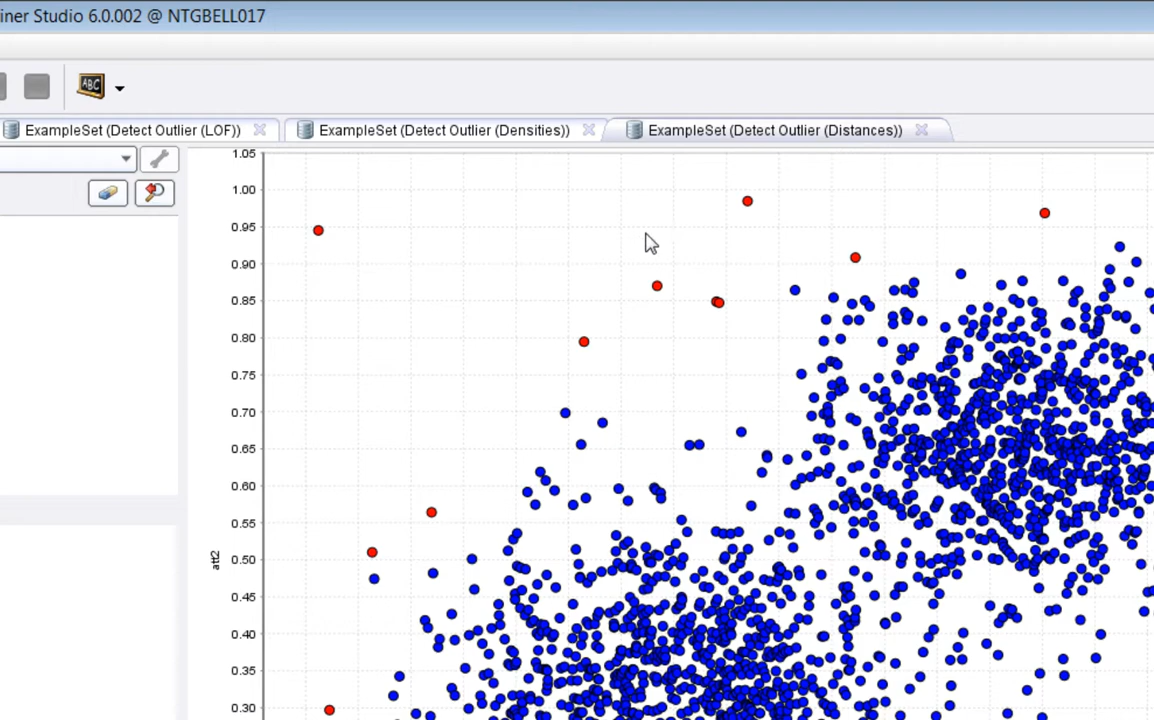 iner Studio 6.0.002 @ NTGBELL017
ABC
ExampleSet (Detect Outlier (LOF))
ExampleSet (Detect Outlier (Densities))
ExampleSet (Detect Outlier (Distances))
1.05
1.00
0.95
0.90
0.85
0.80
0.75
0.70
0.65
0.60
0.55
0.50
0.45
0.40
0.35
0.30
att2